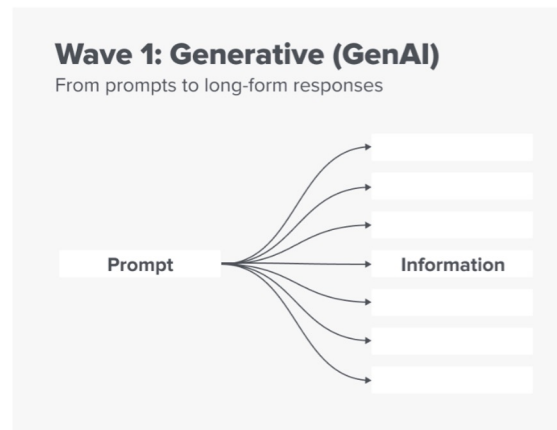 Wave 1: Generative (GenAI)
From prompts to long-form responses
Prompt
Information